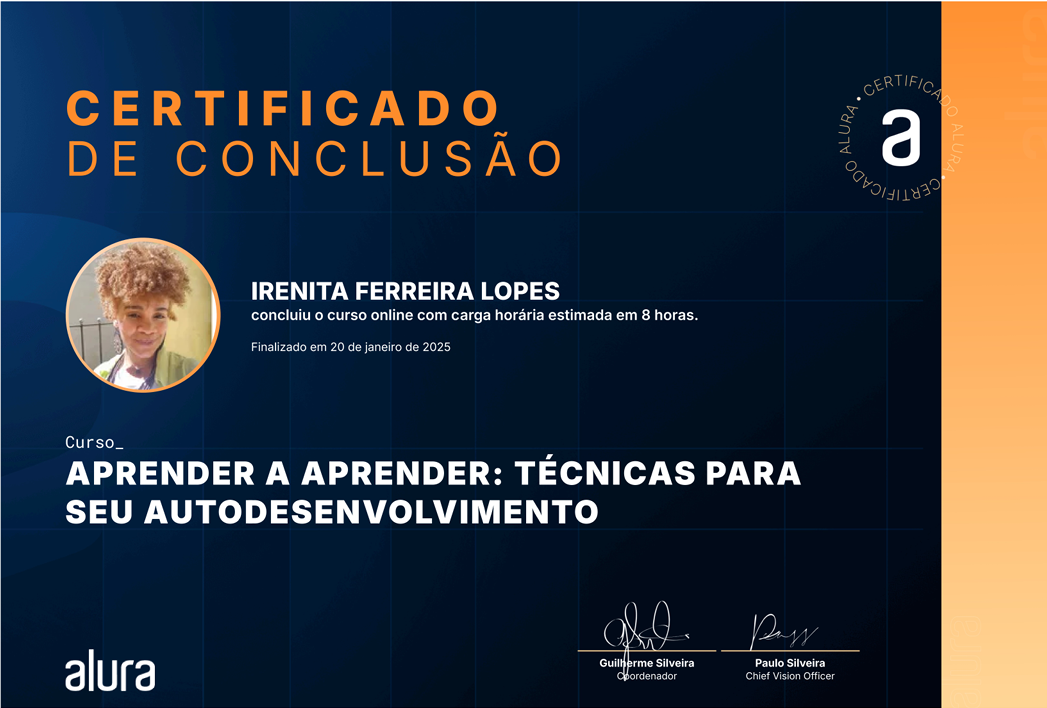 CERTIFICADO
DE CONCLUSÃO
CERTIFICADO ALURA • CERTIFICADO ALURA •
a
IRENITA FERREIRA LOPES
concluiu o curso online com carga horária estimada em 8 horas.
Finalizado em 20 de janeiro de 2025
Curso_
APRENDER A APRENDER: TÉCNICAS PARA
SEU AUTODESENVOLVIMENTO
Guilherme Silveira
Coordenador
Paulo Silveira
Chief Vision Officer
alura